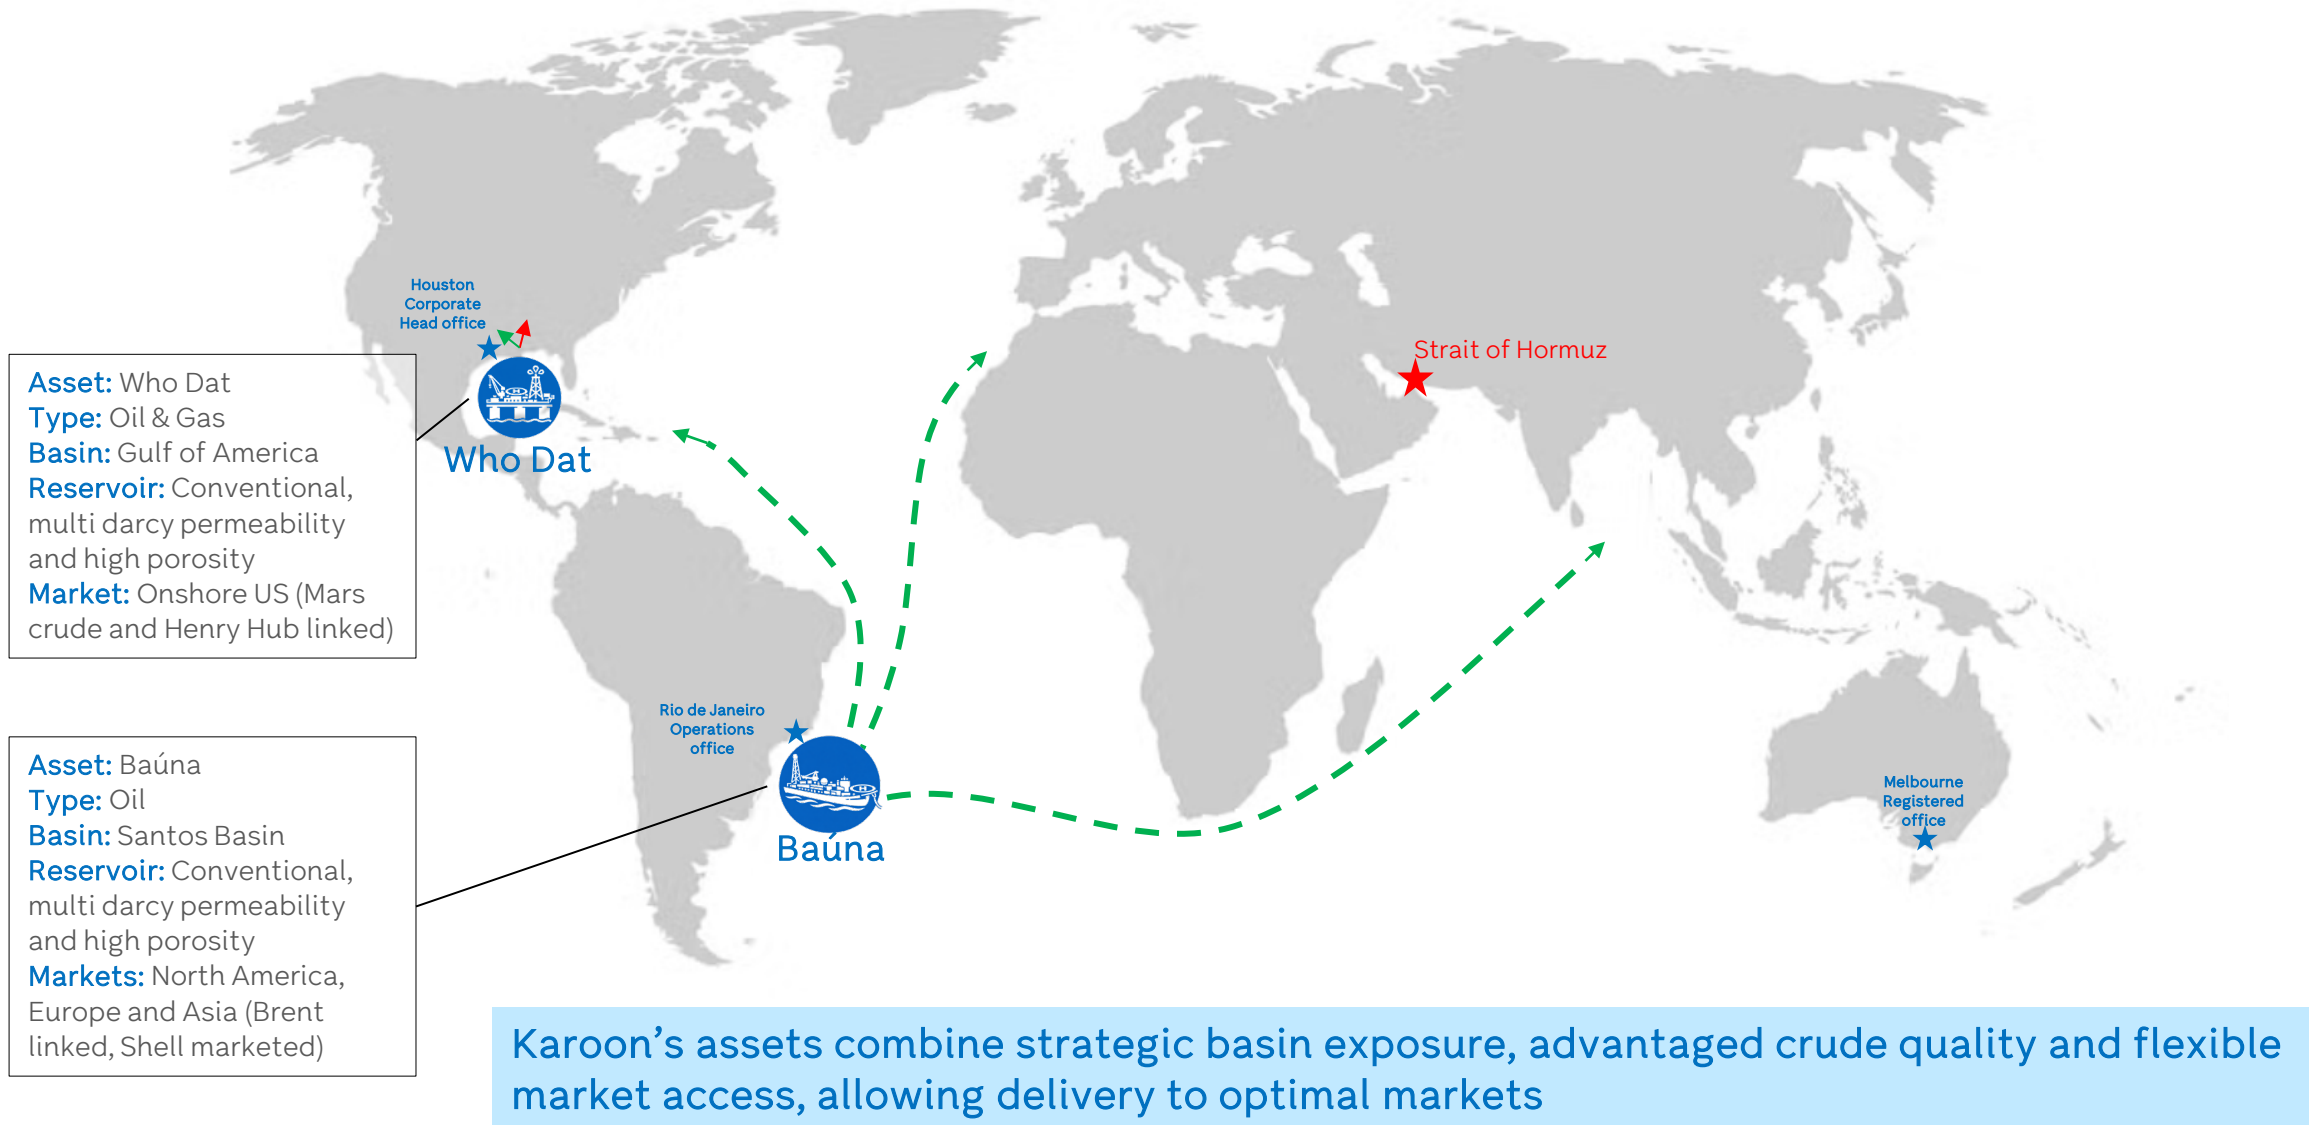 Houston
Corporate
Head office
Strait of Hormuz
Asset: Who Dat
Type: Oil & Gas
Basin: Gulf of America
Reservoir: Conventional,
multi darcy permeability
and high porosity
Market: Onshore US (Mars
crude and Henry Hub linked)
Who Dat
Rio de Janeiro
Operations
office
Asset: Baúna
Type: Oil
Basin: Santos Basin
Reservoir: Conventional,
multi darcy permeability
and high porosity
Markets: North America,
Europe and Asia (Brent
linked, Shell marketed)
Baúna
Melbourne
Registered
office
Karoon’s assets combine strategic basin exposure, advantaged crude quality and flexible
market access, allowing delivery to optimal markets